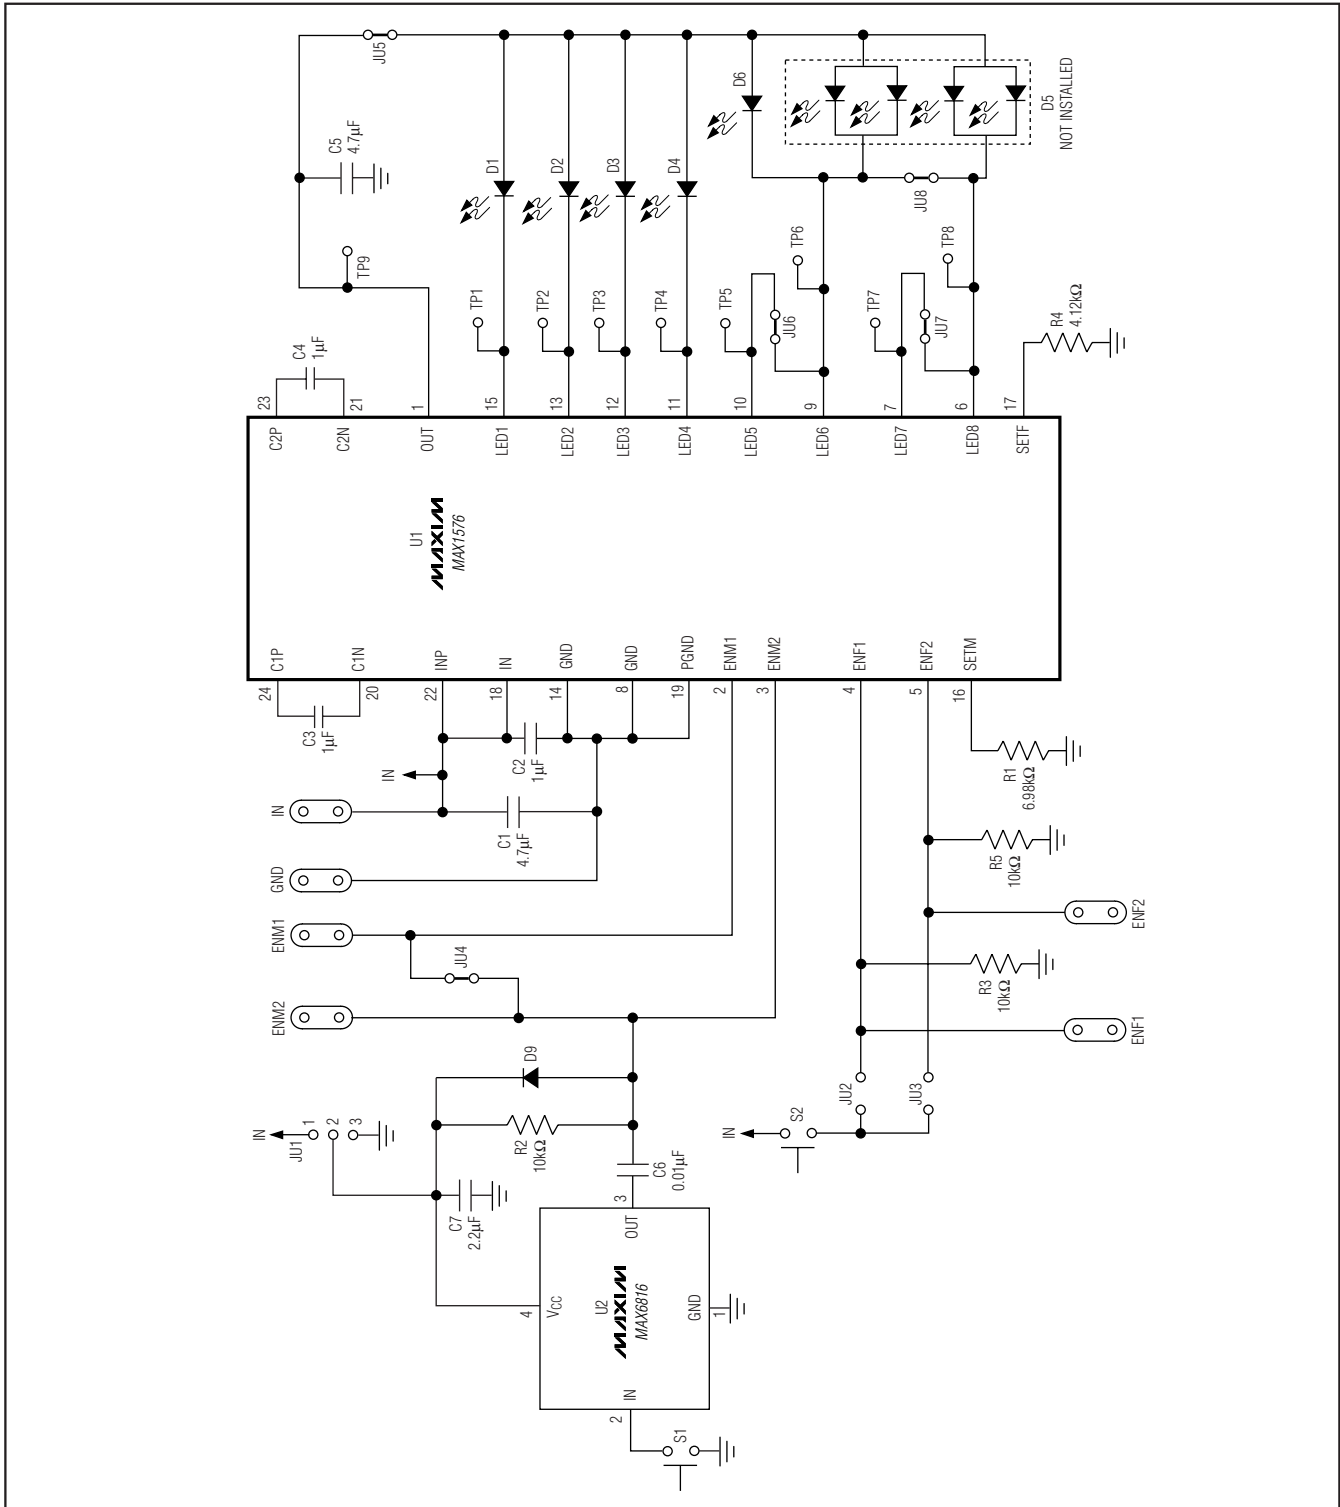 JU5
C5
4.7µF
TP9
D1
D2
D3
D4
D6
D5
NOT INSTALLED
JU8
TP1
TP2
TP3
TP4
TP5
TP6
TP7
TP8
JU6
JU7
R4
4.12kΩ
C4
1µF
23
21
1
15
13
12
11
10
9
7
6
17
C2P
C2N
OUT
LED1
LED2
LED3
LED4
LED5
LED6
LED7
LED8
SETF
U1
MAXIM
MAX1576
C1P
C1N
INP
IN
GND
GND
PGND
ENM1
ENM2
ENF1
ENF2
SETM
24
20
22
18
14
8
19
2
3
4
5
16
C3
1µF
IN
IN
C2
1µF
C1
4.7µF
GND
ENM1
JU4
ENM2
R1
6.98kΩ
R5
10kΩ
ENF2
R3
10kΩ
ENF1
D9
JU2
JU3
S2
IN
IN
JU1
1
2
3
R2
10kΩ
C6
0.01µF
C7
2.2µF
3
OUT
4
VCC
U2
MAXIM
MAX6816
GND
1
IN
2
S1